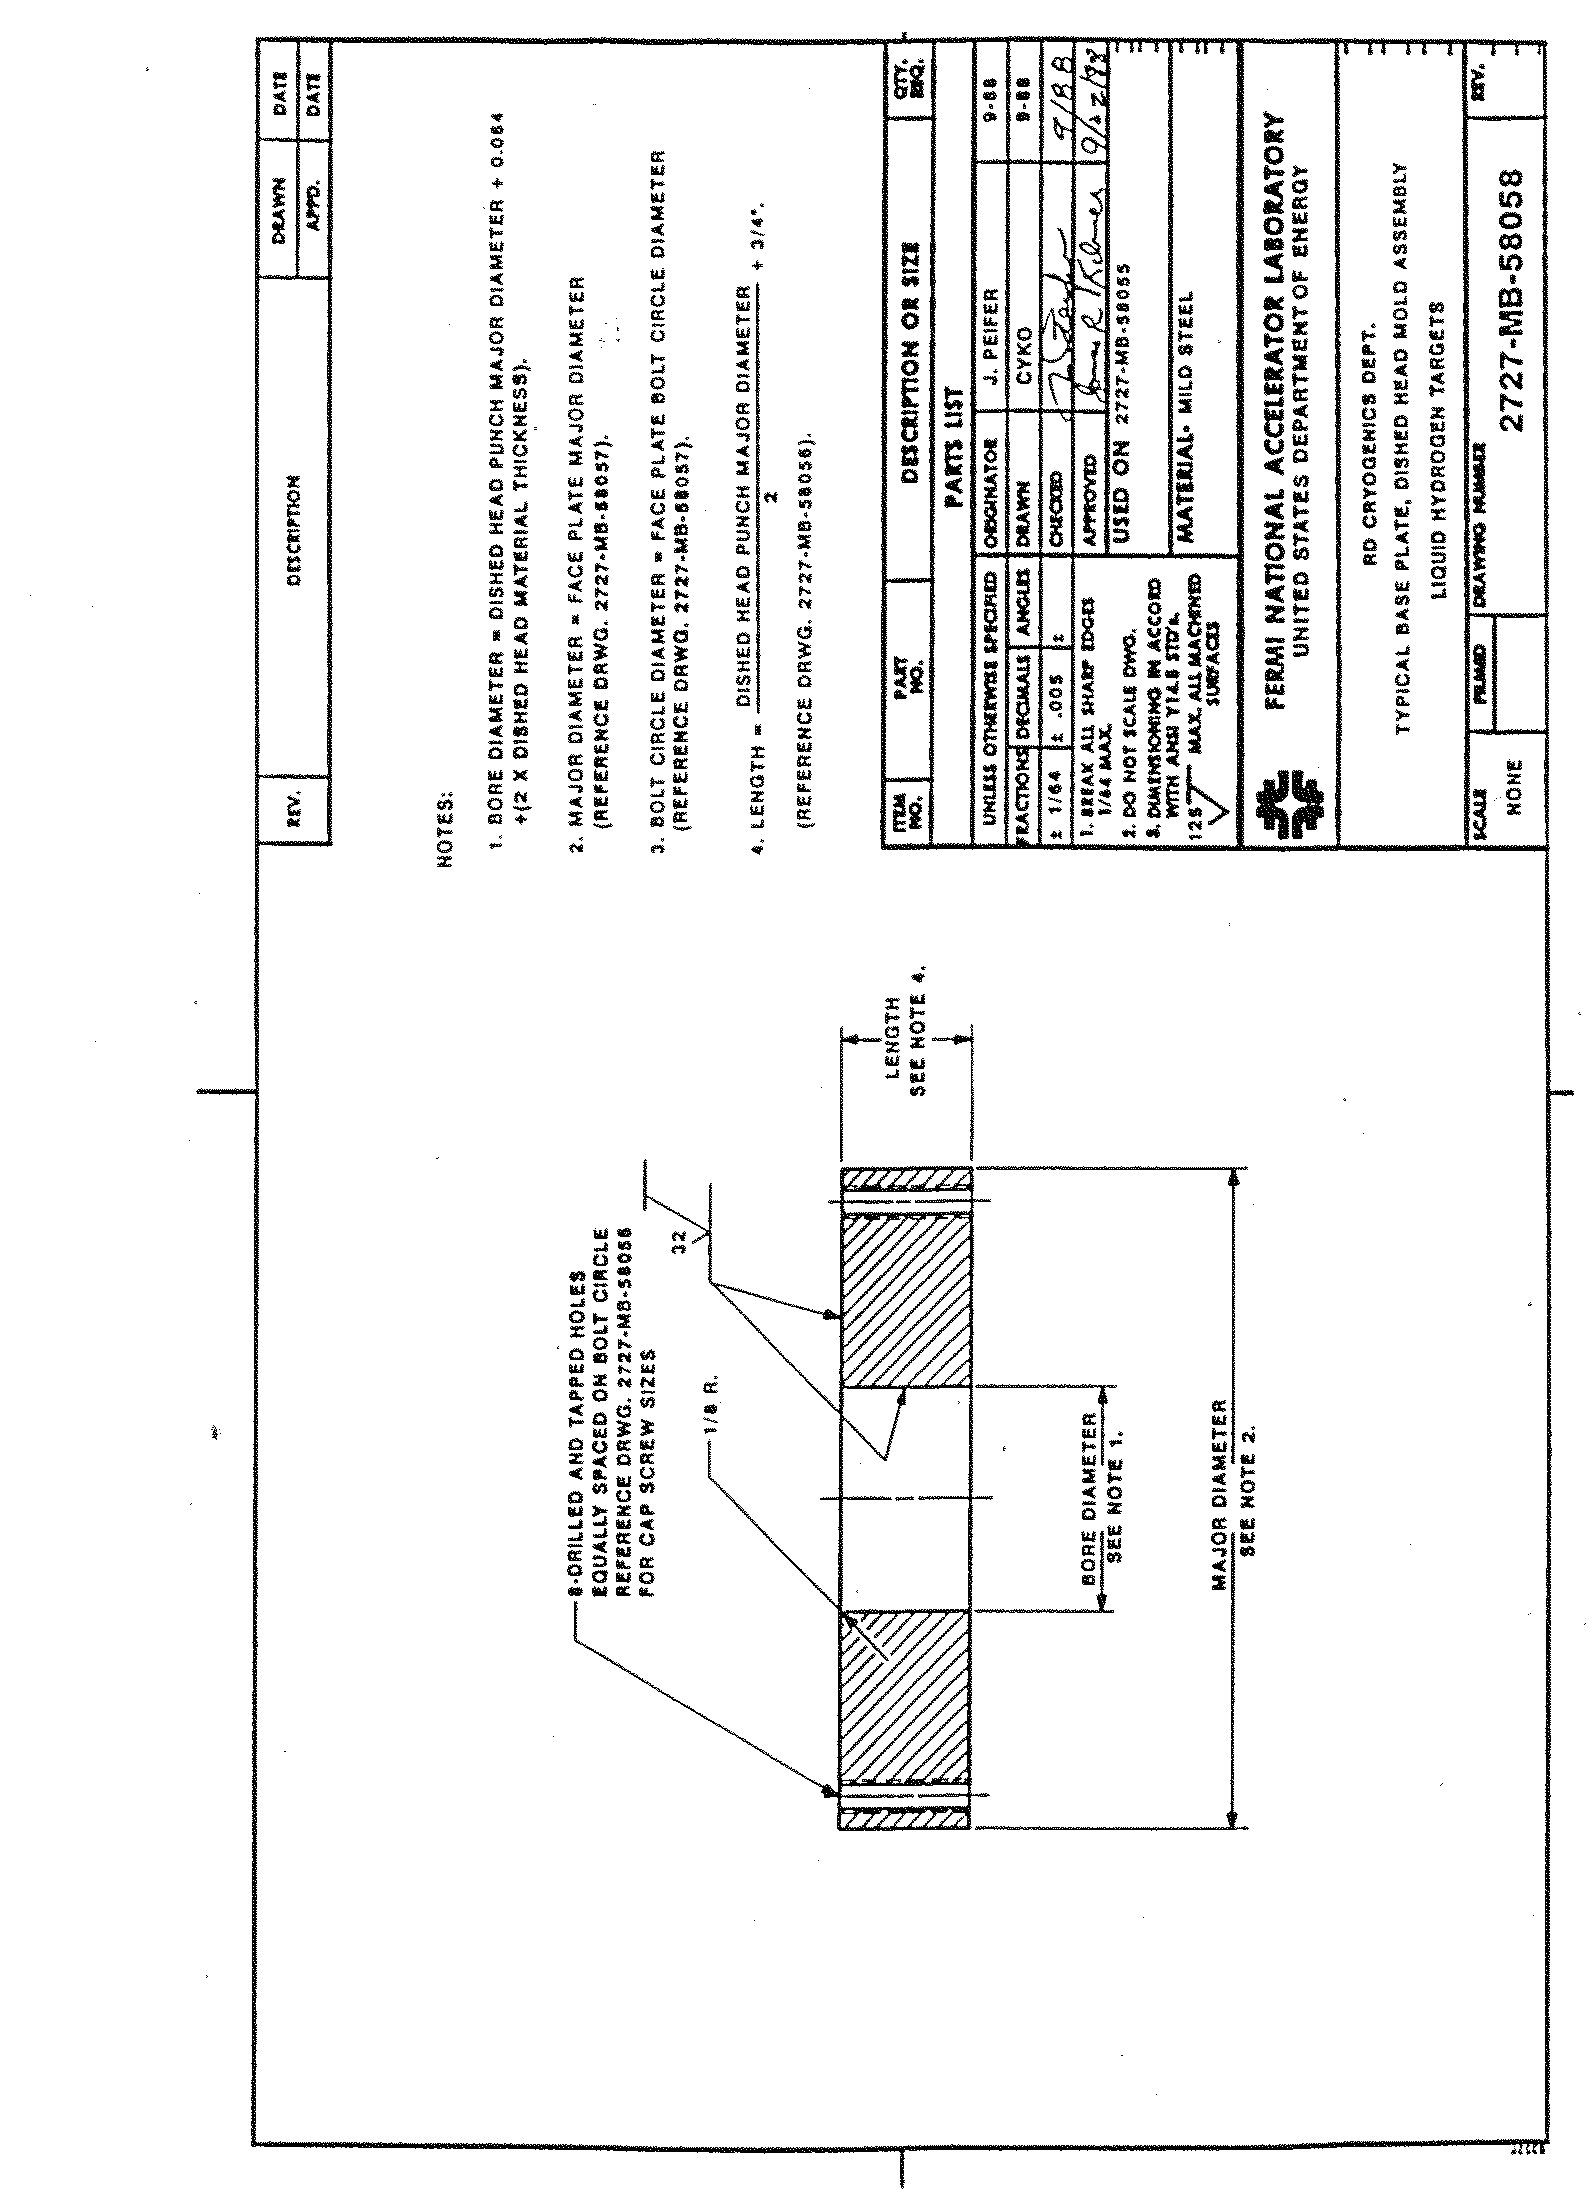 REV.
DESCRIPTION
DRAWN
DATE
APPD.
DATE
NOTES:
1. BORE DIAMETER = DISHED HEAD PUNCH MAJOR DIAMETER + 0.064
+(2 X DISHED HEAD MATERIAL THICKNESS).
2. MAJOR DIAMETER = FACE PLATE MAJOR DIAMETER
(REFERENCE DRWG. 2727-MB-58057).
3. BOLT CIRCLE DIAMETER = FACE PLATE BOLT CIRCLE DIAMETER
(REFERENCE DRWG. 2727-MB-58057).
4. LENGTH = DISHED HEAD PUNCH MAJOR DIAMETER + 3/4".
2
(REFERENCE DRWG. 2727-MB-58056).
8-DRILLED AND TAPPED HOLES
EQUALLY SPACED ON BOLT CIRCLE
REFERENCE DRWG. 2727-MB-58056
FOR CAP SCREW SIZES
1/8 R.
32
LENGTH
SEE NOTE 4.
BORE DIAMETER
SEE NOTE 1.
MAJOR DIAMETER
SEE NOTE 2.
ITEM NO.
PART NO.
DESCRIPTION OR SIZE
QTY. REQ.
PARTS LIST
UNLESS OTHERWISE SPECIFIED
FRACTIONS DECIMALS ANGLES
± 1/64 ± .005 ±
1. BREAK ALL SHARP EDGES
1/64 MAX.
2. DO NOT SCALE DWG.
3. DIMENSIONING IN ACCORD
WITH ANSI Y14.5 STD's.
125 MAX. ALL MACHINED
SURFACES
ORIGINATOR J. PEIFER 9-88
DRAWN CYKO 9-88
CHECKED 9/88
APPROVED James R Kilmer 9/22/88
USED ON 2727-MB-58055
MATERIAL- MILD STEEL
FERMI NATIONAL ACCELERATOR LABORATORY
UNITED STATES DEPARTMENT OF ENERGY
RD CRYOGENICS DEPT.
TYPICAL BASE PLATE, DISHED HEAD MOLD ASSEMBLY
LIQUID HYDROGEN TARGETS
SCALE
NONE
FILMED
DRAWING NUMBER
2727-MB-58058
REV.